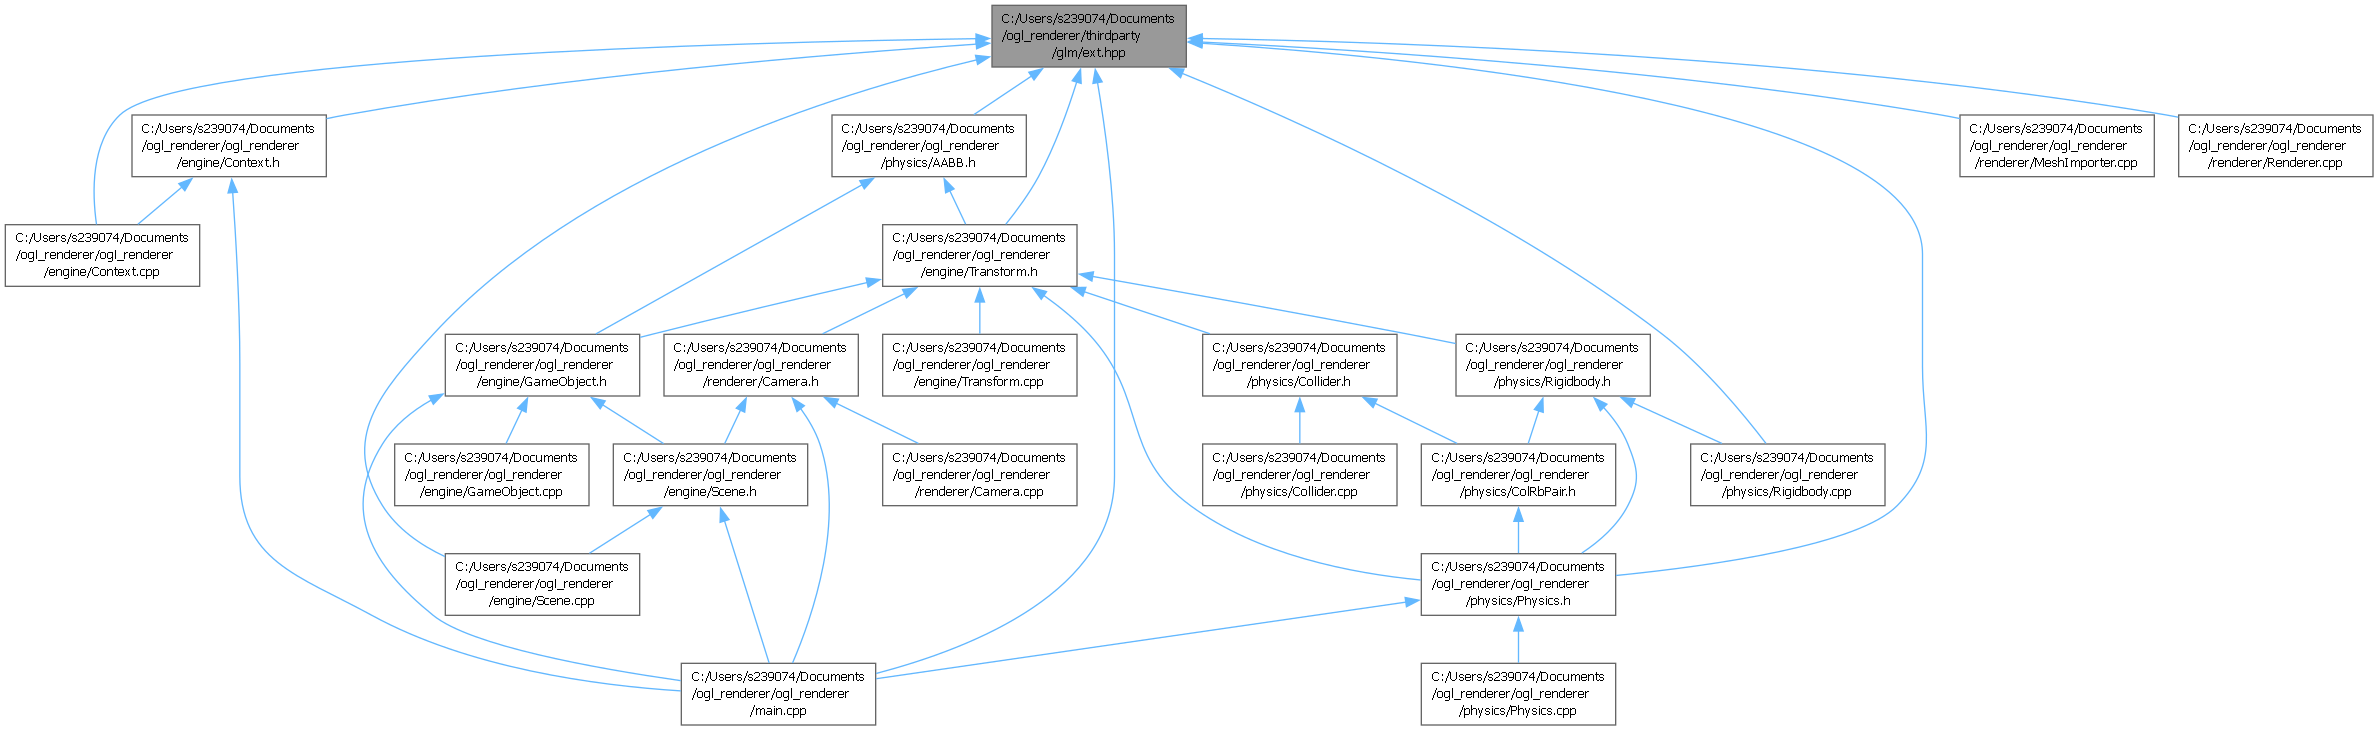 C:/Users/s239074/Documents
/ogl_renderer/thirdparty
/glm/ext.hpp
C:/Users/s239074/Documents
/ogl_renderer/ogl_renderer
/engine/Context.h
C:/Users/s239074/Documents
/ogl_renderer/ogl_renderer
/physics/AABB.h
C:/Users/s239074/Documents
/ogl_renderer/ogl_renderer
/renderer/MeshImporter.cpp
C:/Users/s239074/Documents
/ogl_renderer/ogl_renderer
/renderer/Renderer.cpp
C:/Users/s239074/Documents
/ogl_renderer/ogl_renderer
/engine/Context.cpp
C:/Users/s239074/Documents
/ogl_renderer/ogl_renderer
/engine/Transform.h
C:/Users/s239074/Documents
/ogl_renderer/ogl_renderer
/engine/GameObject.h
C:/Users/s239074/Documents
/ogl_renderer/ogl_renderer
/renderer/Camera.h
C:/Users/s239074/Documents
/ogl_renderer/ogl_renderer
/engine/Transform.cpp
C:/Users/s239074/Documents
/ogl_renderer/ogl_renderer
/physics/Collider.h
C:/Users/s239074/Documents
/ogl_renderer/ogl_renderer
/physics/Rigidbody.h
C:/Users/s239074/Documents
/ogl_renderer/ogl_renderer
/engine/GameObject.cpp
C:/Users/s239074/Documents
/ogl_renderer/ogl_renderer
/engine/Scene.h
C:/Users/s239074/Documents
/ogl_renderer/ogl_renderer
/renderer/Camera.cpp
C:/Users/s239074/Documents
/ogl_renderer/ogl_renderer
/physics/Collider.cpp
C:/Users/s239074/Documents
/ogl_renderer/ogl_renderer
/physics/ColRbPair.h
C:/Users/s239074/Documents
/ogl_renderer/ogl_renderer
/physics/Rigidbody.cpp
C:/Users/s239074/Documents
/ogl_renderer/ogl_renderer
/engine/Scene.cpp
C:/Users/s239074/Documents
/ogl_renderer/ogl_renderer
/physics/Physics.h
C:/Users/s239074/Documents
/ogl_renderer/ogl_renderer
/main.cpp
C:/Users/s239074/Documents
/ogl_renderer/ogl_renderer
/physics/Physics.cpp